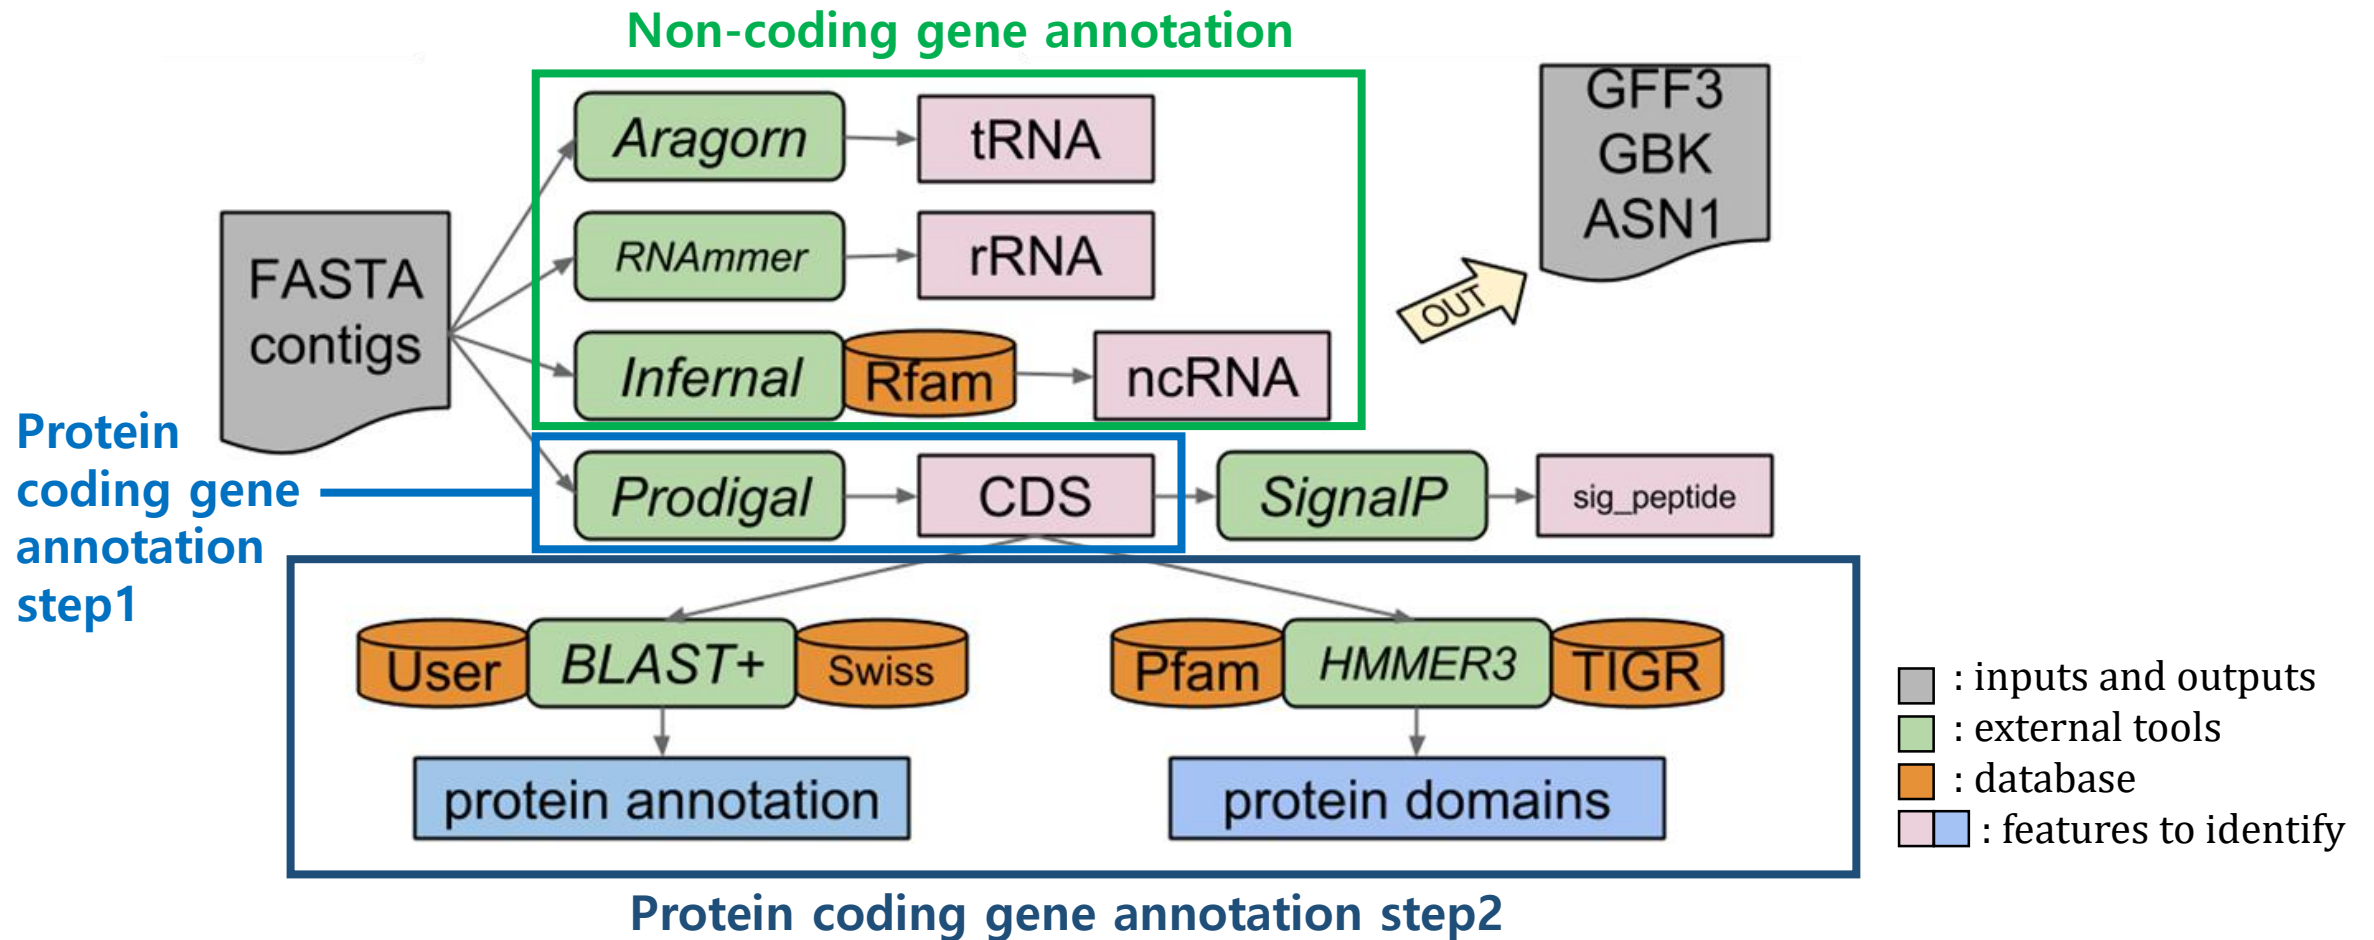 Non-coding gene annotation
Aragorn
tRNA
GFF3
GBK
ASN1
RNAmmer
rRNA
FASTA
contigs
OUT
Infernal
Rfam
ncRNA
Protein
coding gene
annotation
step1
Prodigal
CDS
SignalP
sig_peptide
User
BLAST+
Swiss
Pfam
HMMER3
TIGR
protein annotation
protein domains
: inputs and outputs
: external tools
: database
: features to identify
Protein coding gene annotation step2